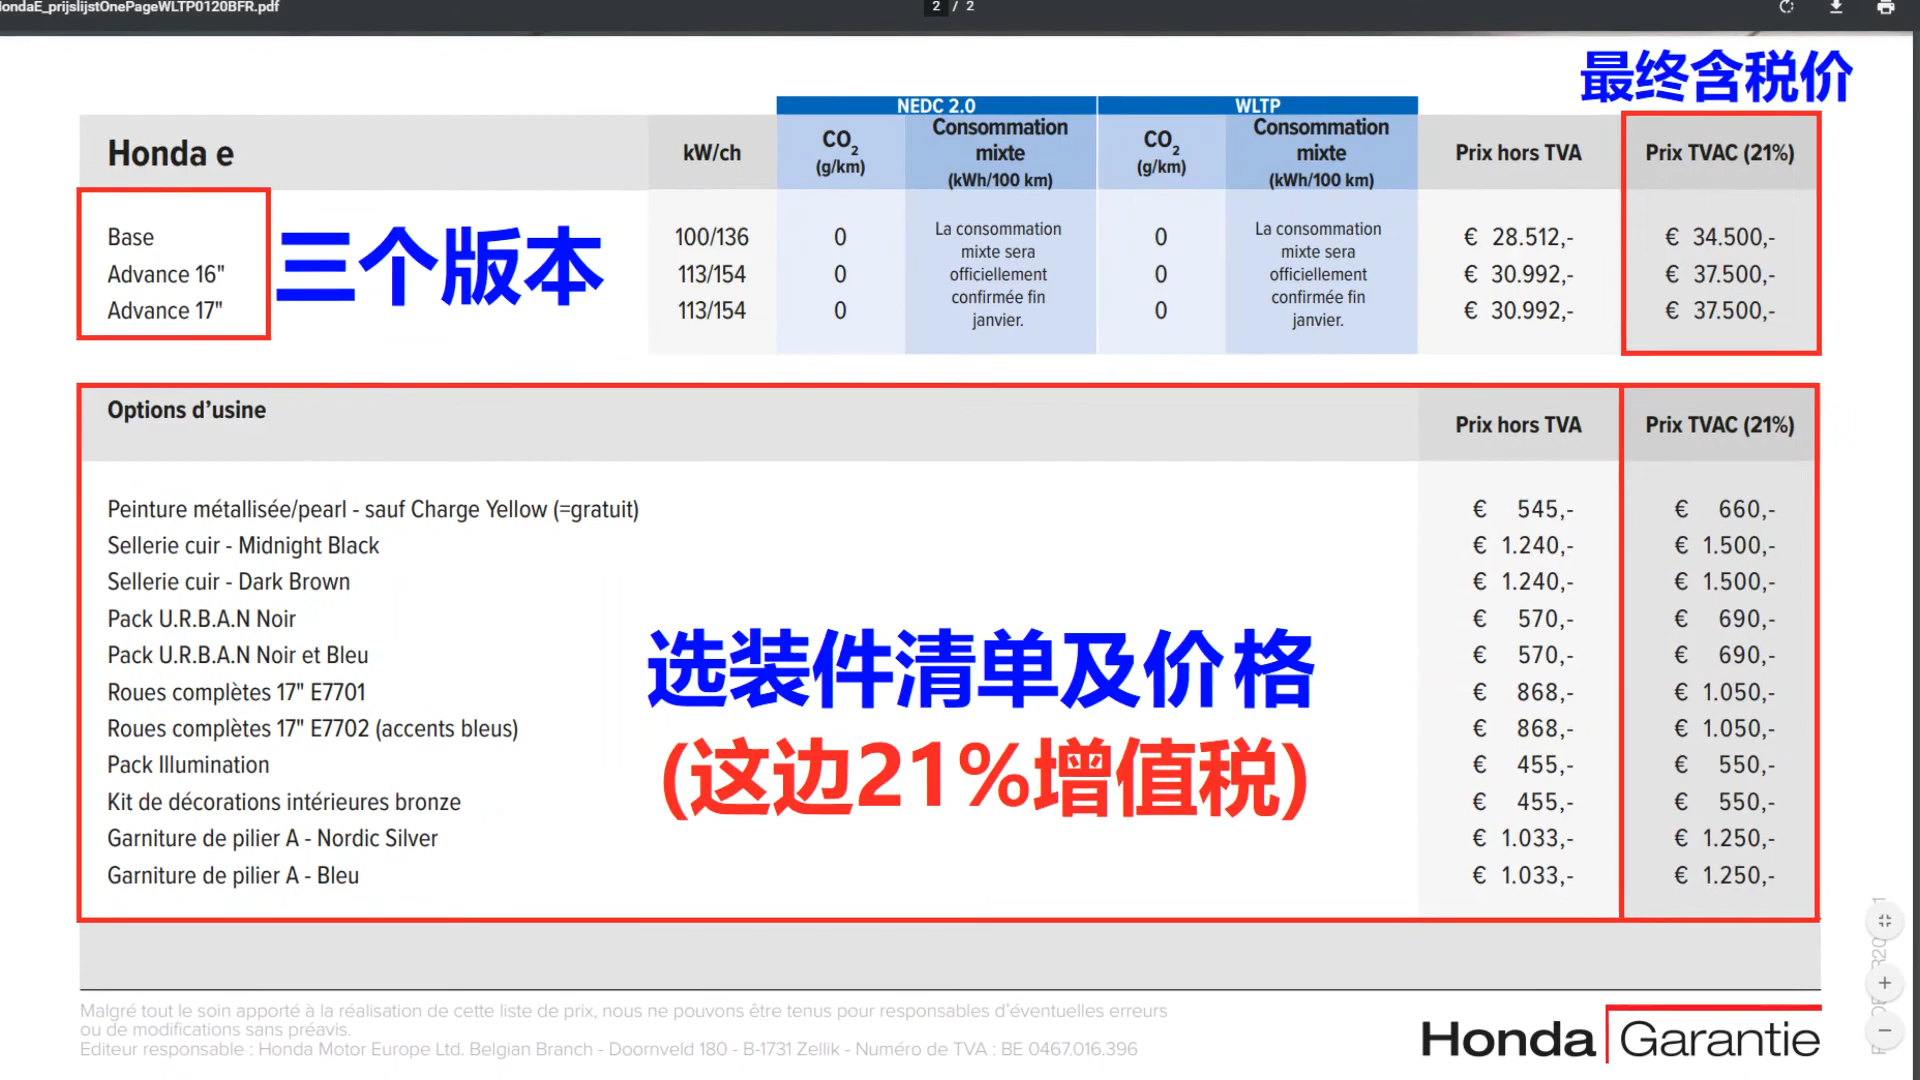 HondaE_prijslijstOnePageWLTP0120BFR.pdf
2 / 2
最终含税价
NEDC 2.0 WLTP
Honda e kW/ch CO2 (g/km) Consommation mixte (kWh/100 km) CO2 (g/km) Consommation mixte (kWh/100 km) Prix hors TVA Prix TVAC (21%)
三个版本
Base 100/136 0 0 € 28.512,- € 34.500,-
Advance 16" 113/154 0 0 € 30.992,- € 37.500,-
Advance 17" 113/154 0 0 € 30.992,- € 37.500,-
La consommation
mixte sera
officiellement
confirmée fin
janvier.
La consommation
mixte sera
officiellement
confirmée fin
janvier.
Options d’usine Prix hors TVA Prix TVAC (21%)
Peinture métallisée/pearl - sauf Charge Yellow (=gratuit) € 545,- € 660,-
Sellerie cuir - Midnight Black € 1.240,- € 1.500,-
Sellerie cuir - Dark Brown € 1.240,- € 1.500,-
Pack U.R.B.A.N Noir € 570,- € 690,-
Pack U.R.B.A.N Noir et Bleu € 570,- € 690,-
Roues complètes 17" E7701 € 868,- € 1.050,-
Roues complètes 17" E7702 (accents bleus) € 868,- € 1.050,-
Pack Illumination € 455,- € 550,-
Kit de décorations intérieures bronze € 455,- € 550,-
Garniture de pilier A - Nordic Silver € 1.033,- € 1.250,-
Garniture de pilier A - Bleu € 1.033,- € 1.250,-
选装件清单及价格
(这边21%增值税)
Malgré tout le soin apporté à la réalisation de cette liste de prix, nous ne pouvons être tenus pour responsables d’éventuelles erreurs
ou de modifications sans préavis.
Editeur responsable : Honda Motor Europe Ltd. Belgian Branch - Doornveld 180 - B-1731 Zellik - Numéro de TVA : BE 0467.016.396
Honda Garantie